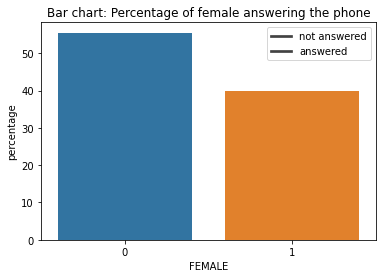 Bar chart: Percentage of female answering the phone
not answered
answered
percentage
50
40
30
20
10
0
0
1
FEMALE